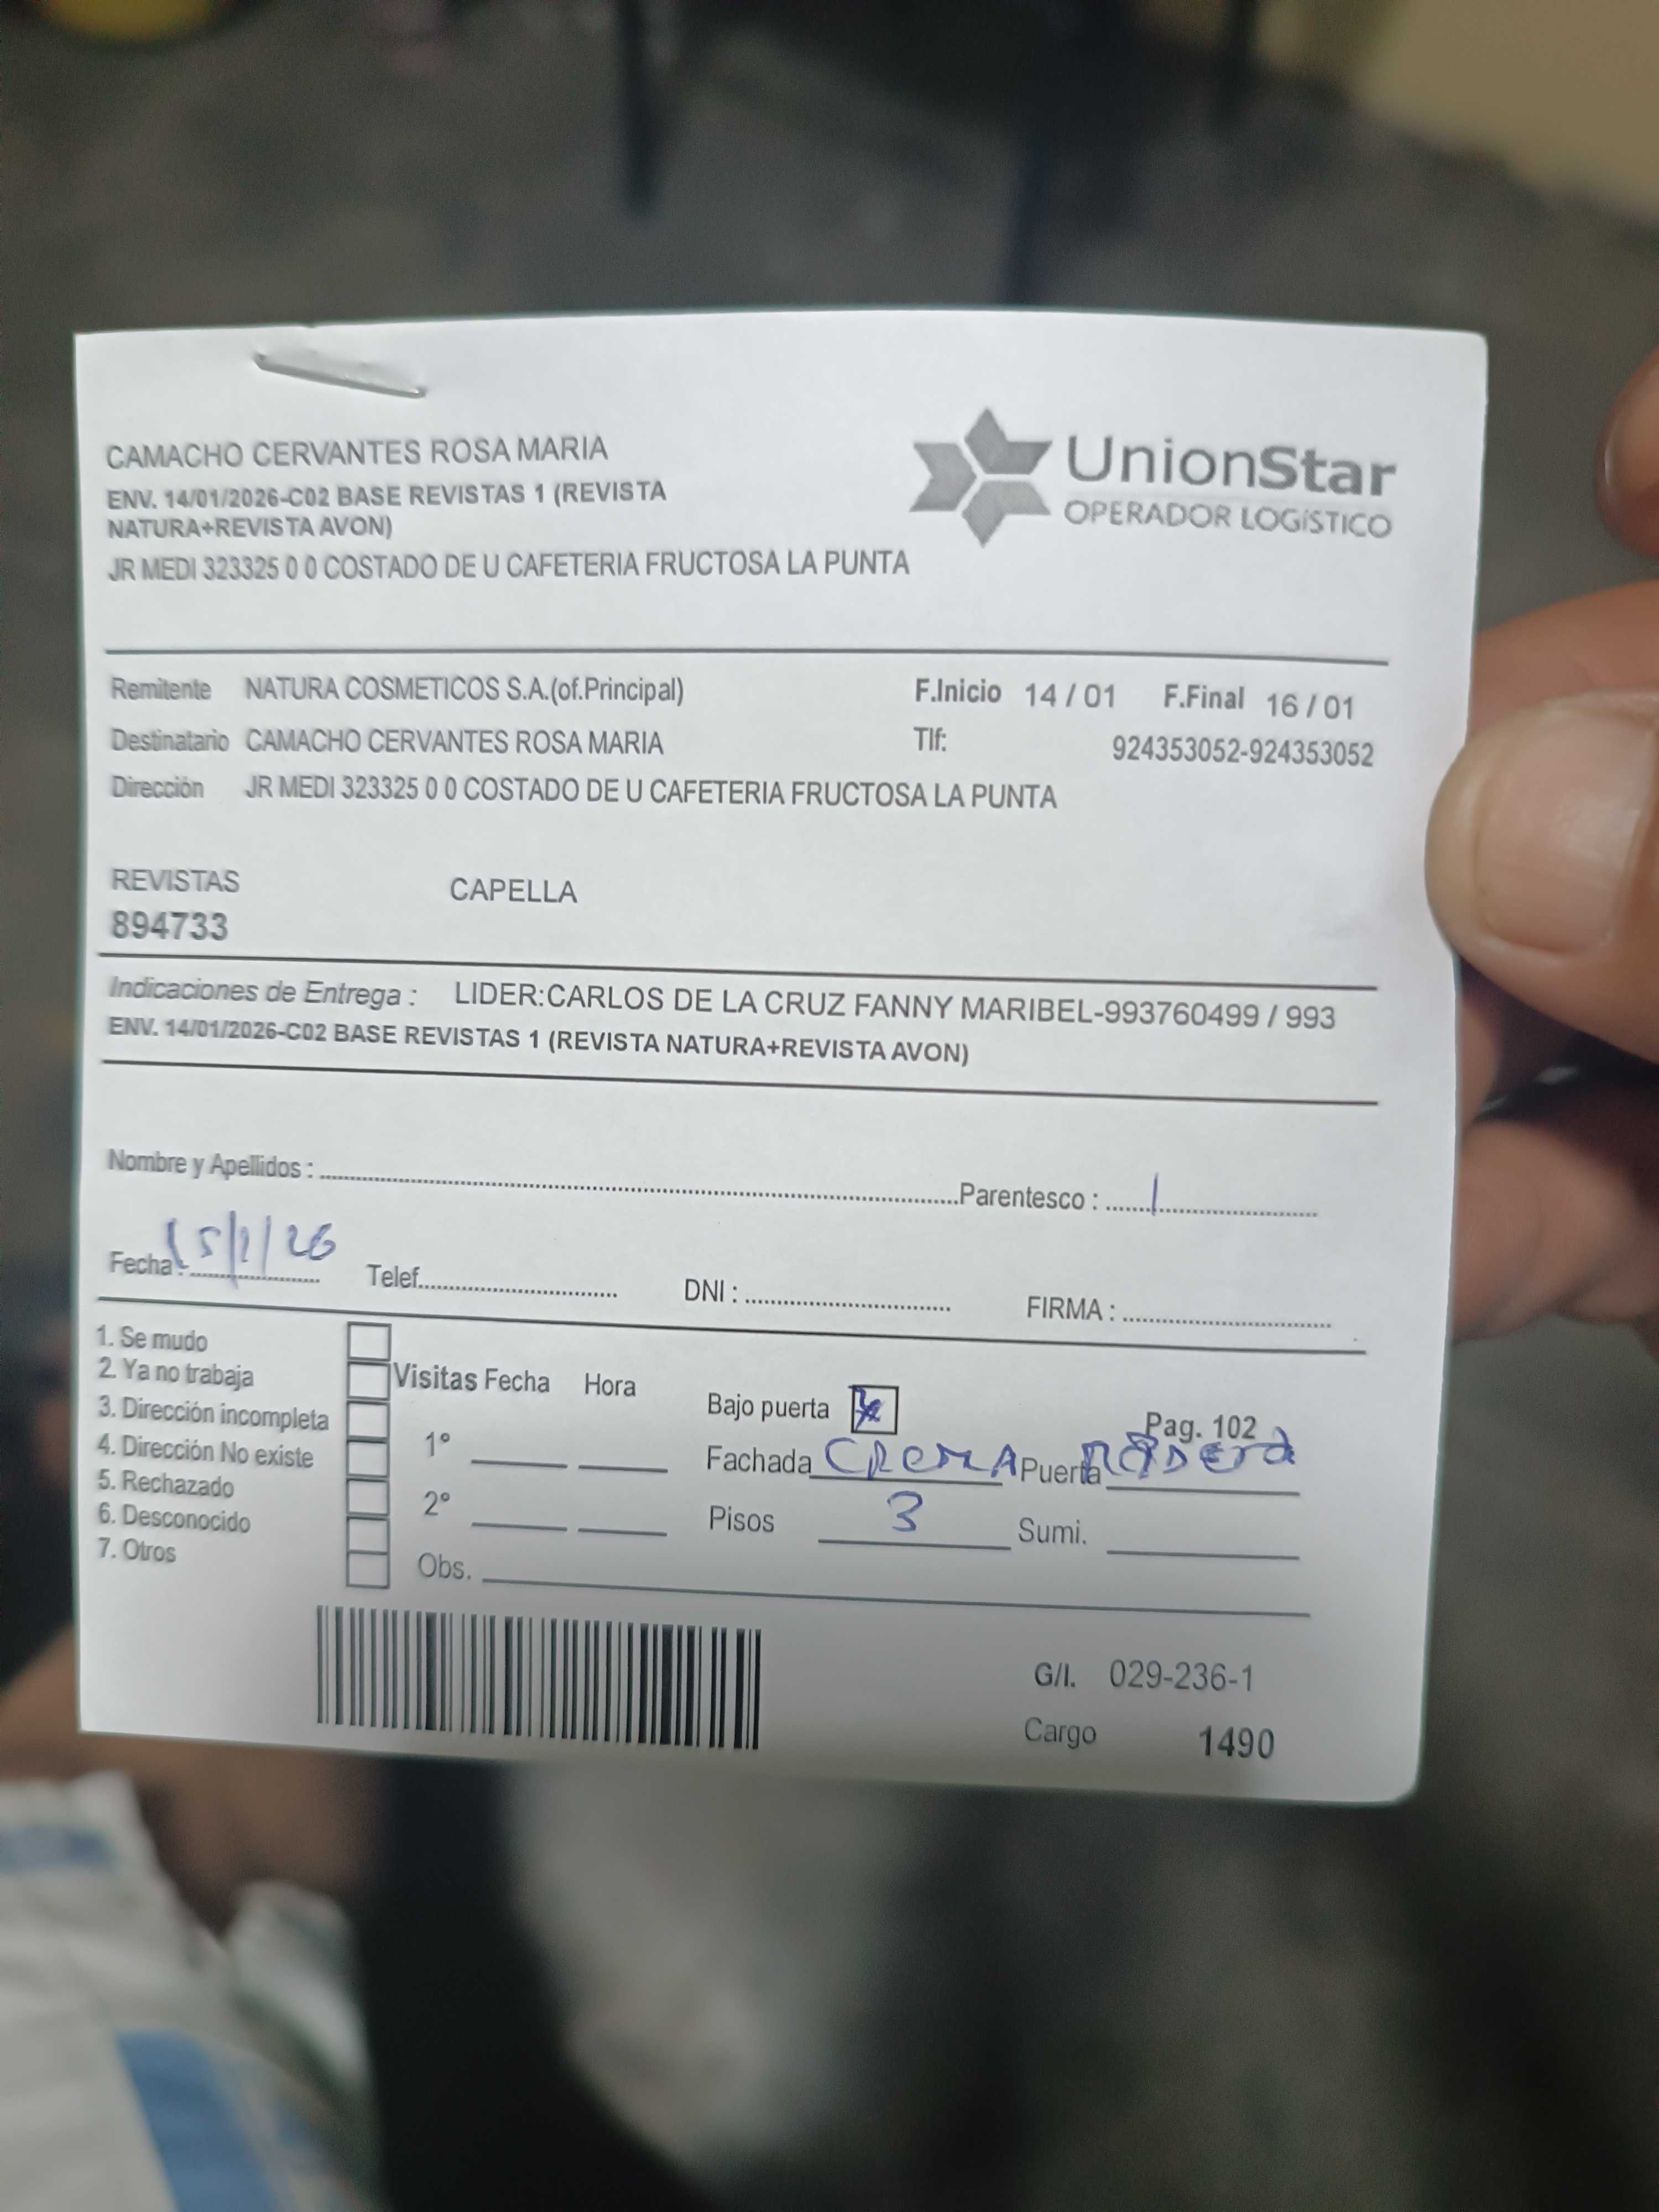 CAMACHO CERVANTES ROSA MARIA
ENV. 14/01/2026-C02 BASE REVISTAS 1 (REVISTA
NATURA+REVISTA AVON)
JR MEDI 323325 0 0 COSTADO DE U CAFETERIA FRUCTOSA LA PUNTA
UnionStar
OPERADOR LOGíSTICO
Remitente NATURA COSMETICOS S.A.(of.Principal) F.Inicio 14 / 01 F.Final 16 / 01
Destinatario CAMACHO CERVANTES ROSA MARIA Tlf: 924353052-924353052
Dirección JR MEDI 323325 0 0 COSTADO DE U CAFETERIA FRUCTOSA LA PUNTA
REVISTAS CAPELLA
894733
Indicaciones de Entrega : LIDER:CARLOS DE LA CRUZ FANNY MARIBEL-993760499 / 993
ENV. 14/01/2026-C02 BASE REVISTAS 1 (REVISTA NATURA+REVISTA AVON)
Nombre y Apellidos : Parentesco :
Fecha : 15/1/26 Telef. DNI : FIRMA :
1. Se mudo
2. Ya no trabaja
3. Dirección incompleta
4. Dirección No existe
5. Rechazado
6. Desconocido
7. Otros
Visitas Fecha Hora
1°
2°
Obs.
Bajo puerta Pag. 102
Fachada CREMA Puerta MADERA
Pisos 3 Sumi.
G/I. 029-236-1
Cargo 1490